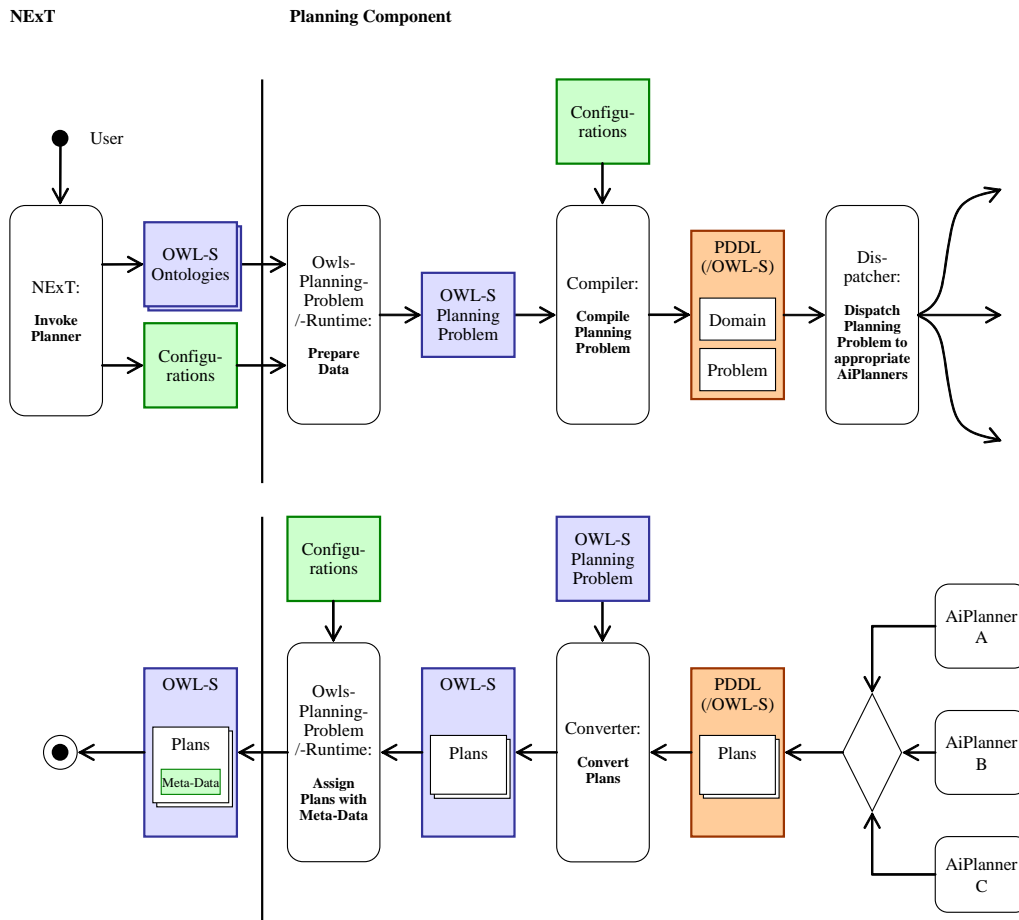 NExT
Planning Component
User
Configu-
rations
NExT:
Invoke
Planner
OWL-S
Ontologies
Configu-
rations
Owls-
Planning-
Problem
/-Runtime:
Prepare
Data
OWL-S
Planning
Problem
Compiler:
Compile
Planning
Problem
PDDL
(/OWL-S)
Domain
Problem
Dis-
patcher:
Dispatch
Planning
Problem to
appropriate
AiPlanners
Configu-
rations
OWL-S
Planning
Problem
AiPlanner
A
OWL-S
Plans
Meta-Data
Owls-
Planning-
Problem
/-Runtime:
Assign
Plans with
Meta-Data
OWL-S
Plans
Converter:
Convert
Plans
PDDL
(/OWL-S)
Plans
AiPlanner
B
AiPlanner
C